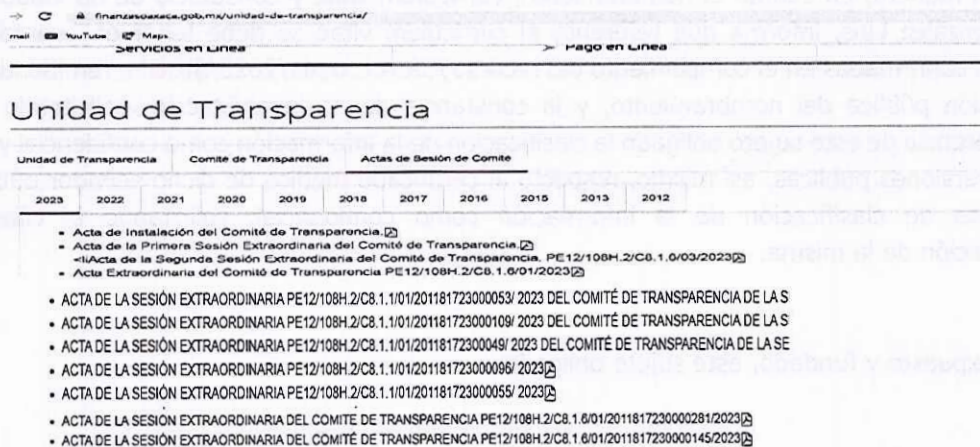 YouTube Maps
Servicios en Línea > Pago en Línea
Unidad de Transparencia
Unidad de Transparencia Comité de Transparencia Actas de Sesión de Comité
2023 2022 2021 2020 2019 2018 2017 2016 2015 2013 2012
• Acta de Instalación del Comité de Transparencia.
• Acta de la Primera Sesión Extraordinaria del Comité de Transparencia.
<liActa de la Segunda Sesión Extraordinaria del Comité de Transparencia. PE12/108H.2/C8.1.6/03/2023
• Acta Extraordinaria del Comité de Transparencia PE12/108H.2/C8.1.6/01/2023
• ACTA DE LA SESIÓN EXTRAORDINARIA PE12/108H.2/C8.1.1/01/201181723000053/ 2023 DEL COMITÉ DE TRANSPARENCIA DE LA S
• ACTA DE LA SESIÓN EXTRAORDINARIA PE12/108H.2/C8.1.1/01/201181723000109/ 2023 DEL COMITÉ DE TRANSPARENCIA DE LA S
• ACTA DE LA SESIÓN EXTRAORDINARIA PE12/108H.2/C8.1.1/01/201181723000049/ 2023 DEL COMITÉ DE TRANSPARENCIA DE LA SE
• ACTA DE LA SESIÓN EXTRAORDINARIA PE12/108H.2/C8.1.1/01/201181723000096/ 2023
• ACTA DE LA SESIÓN EXTRAORDINARIA PE12/108H.2/C8.1.1/01/201181723000055/ 2023
• ACTA DE LA SESIÓN EXTRAORDINARIA DEL COMITÉ DE TRANSPARENCIA PE12/108H.2/C8.1.6/01/2011817230000281/2023
• ACTA DE LA SESIÓN EXTRAORDINARIA DEL COMITÉ DE TRANSPARENCIA PE12/108H.2/C8.1.6/01/2011817230000145/2023